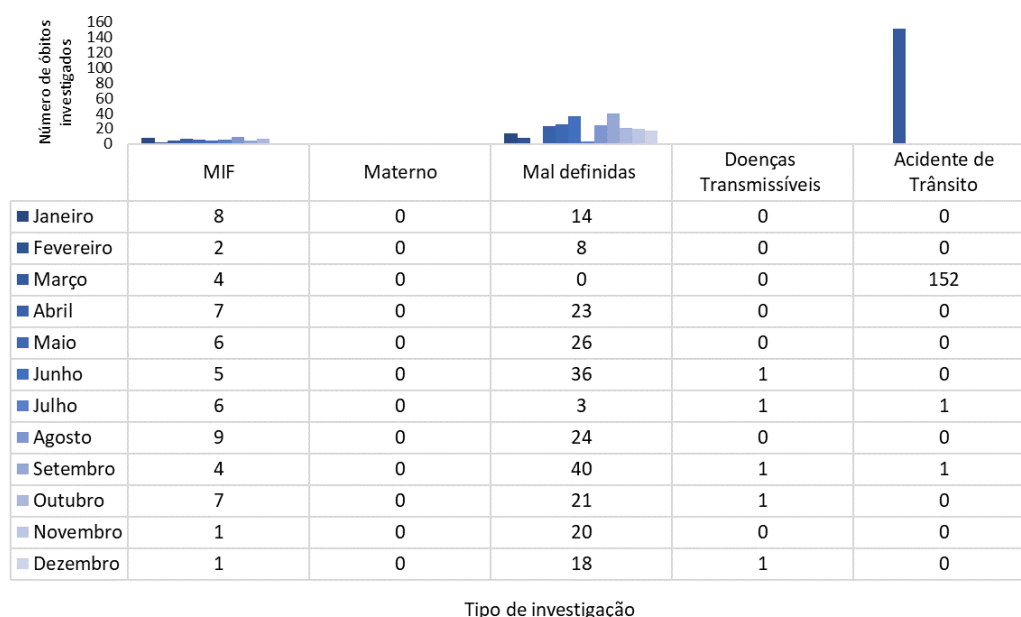 Número de óbitos
investigados
160
140
120
100
80
60
40
20
0
MIF Materno Mal definidas Doenças Transmissíveis Acidente de Trânsito
Janeiro 8 0 14 0 0
Fevereiro 2 0 8 0 0
Março 4 0 0 0 152
Abril 7 0 23 0 0
Maio 6 0 26 0 0
Junho 5 0 36 1 0
Julho 6 0 3 1 1
Agosto 9 0 24 0 0
Setembro 4 0 40 1 1
Outubro 7 0 21 1 0
Novembro 1 0 20 0 0
Dezembro 1 0 18 1 0
Tipo de investigação